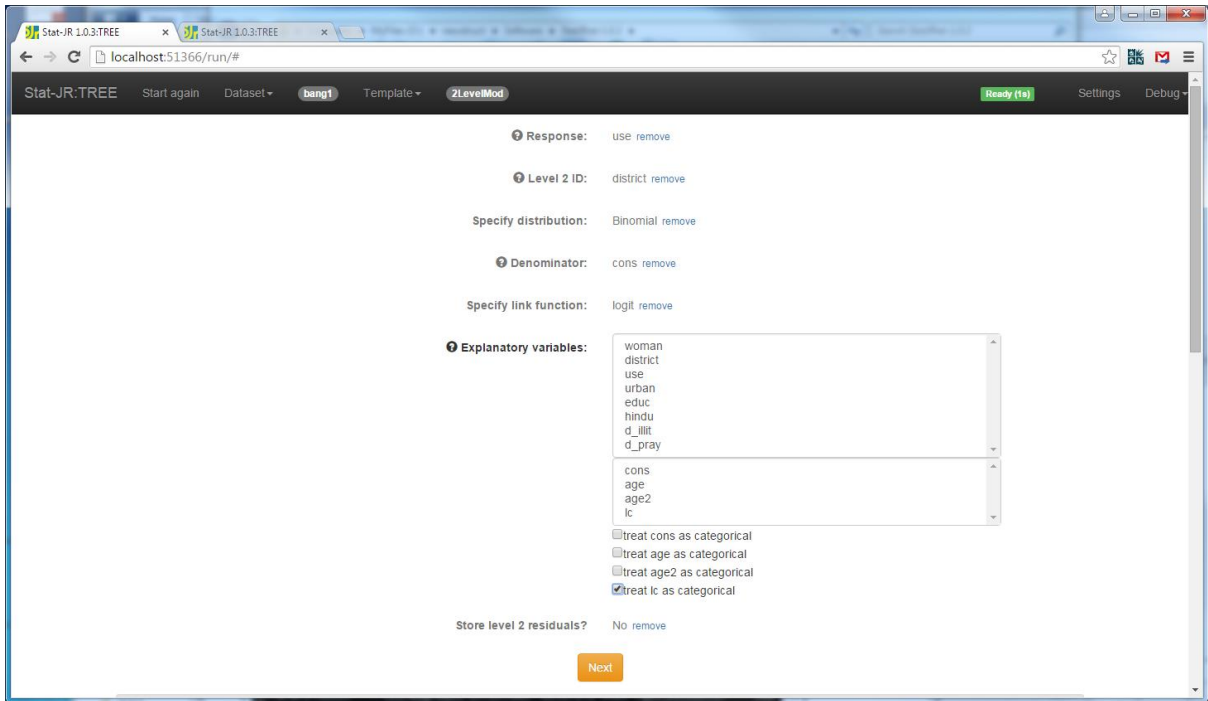 Stat-JR 1.0.3:TREE x Stat-JR 1.0.3:TREE x
localhost:51366/run/#
Stat-JR:TREE Start again Dataset bang1 Template 2LevelMod Ready (1s) Settings Debug
Response: use remove
Level 2 ID: district remove
Specify distribution: Binomial remove
Denominator: cons remove
Specify link function: logit remove
Explanatory variables:
woman
district
use
urban
educ
hindu
d_illit
d_pray
cons
age
age2
lc
treat cons as categorical
treat age as categorical
treat age2 as categorical
treat lc as categorical
Store level 2 residuals? No remove
Next